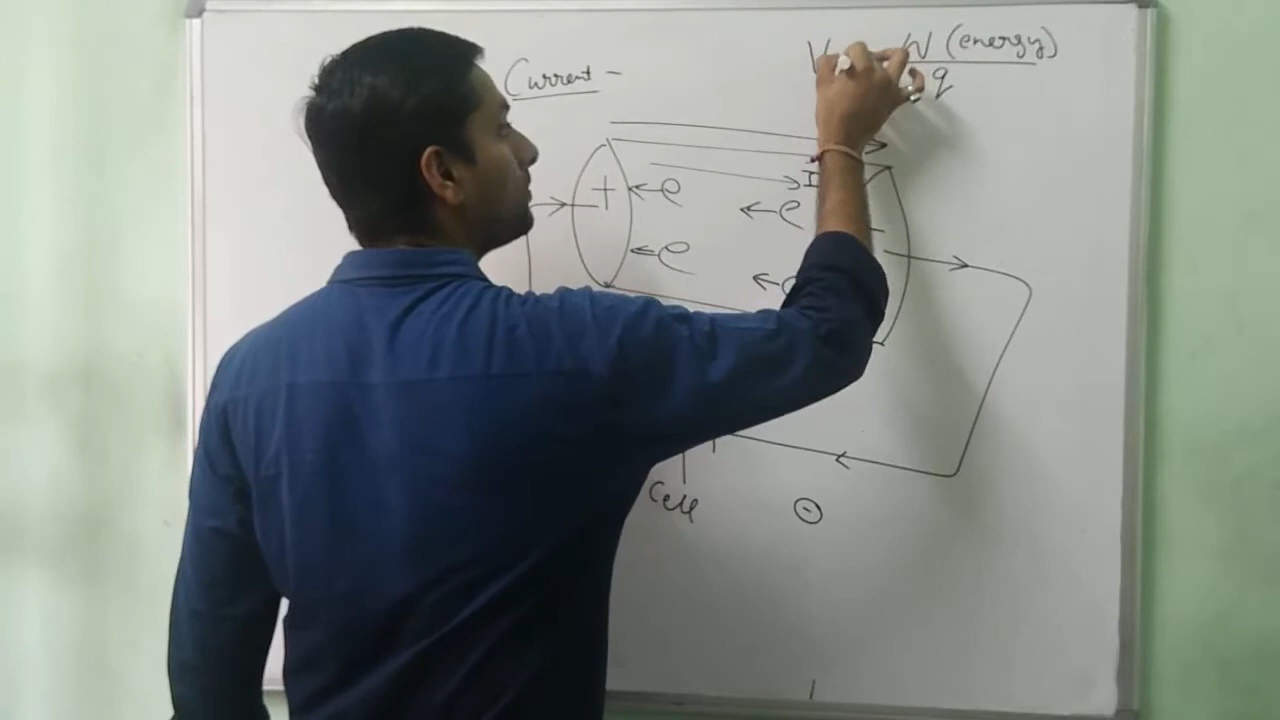 Current -
V = W (energy)
q
I
+ e e
e
-
Cell
⊖